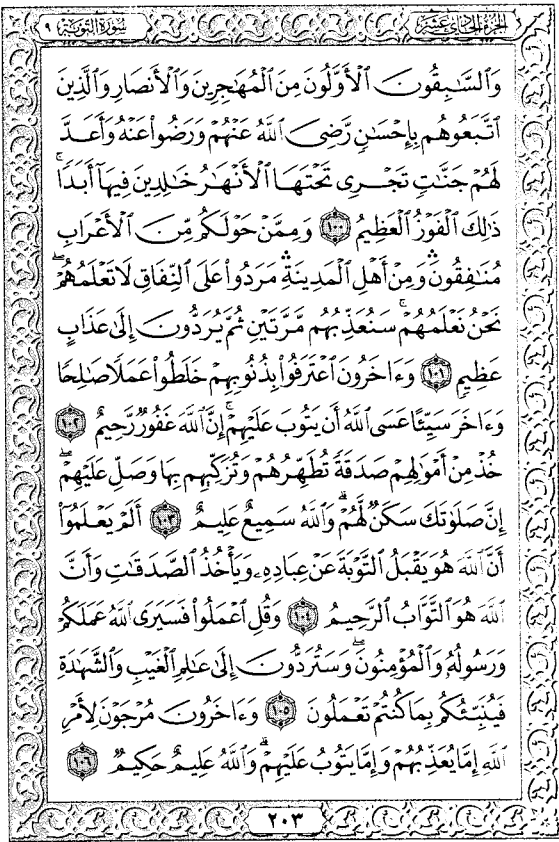 الجزء الحادي عشر
سورة التوبة ٩
وَٱلسَّٰبِقُونَ ٱلْأَوَّلُونَ مِنَ ٱلْمُهَٰجِرِينَ وَٱلْأَنصَارِ وَٱلَّذِينَ
ٱتَّبَعُوهُم بِإِحْسَٰنٍ رَّضِىَ ٱللَّهُ عَنْهُمْ وَرَضُوا۟ عَنْهُ وَأَعَدَّ
لَهُمْ جَنَّٰتٍ تَجْرِى تَحْتَهَا ٱلْأَنْهَٰرُ خَٰلِدِينَ فِيهَآ أَبَدًا ۚ
ذَٰلِكَ ٱلْفَوْزُ ٱلْعَظِيمُ ١٠٠ وَمِمَّنْ حَوْلَكُم مِّنَ ٱلْأَعْرَابِ
مُنَٰفِقُونَ ۖ وَمِنْ أَهْلِ ٱلْمَدِينَةِ ۖ مَرَدُوا۟ عَلَى ٱلنِّفَاقِ لَا تَعْلَمُهُمْ ۖ
نَحْنُ نَعْلَمُهُمْ ۚ سَنُعَذِّبُهُم مَّرَّتَيْنِ ثُمَّ يُرَدُّونَ إِلَىٰ عَذَابٍ
عَظِيمٍ ١٠١ وَءَاخَرُونَ ٱعْتَرَفُوا۟ بِذُنُوبِهِمْ خَلَطُوا۟ عَمَلًا صَٰلِحًا
وَءَاخَرَ سَيِّئًا عَسَى ٱللَّهُ أَن يَتُوبَ عَلَيْهِمْ ۚ إِنَّ ٱللَّهَ غَفُورٌ رَّحِيمٌ ١٠٢
خُذْ مِنْ أَمْوَٰلِهِمْ صَدَقَةً تُطَهِّرُهُمْ وَتُزَكِّيهِم بِهَا وَصَلِّ عَلَيْهِمْ ۖ
إِنَّ صَلَوٰتَكَ سَكَنٌ لَّهُمْ ۗ وَٱللَّهُ سَمِيعٌ عَلِيمٌ ١٠٣ أَلَمْ يَعْلَمُوٓا۟
أَنَّ ٱللَّهَ هُوَ يَقْبَلُ ٱلتَّوْبَةَ عَنْ عِبَادِهِۦ وَيَأْخُذُ ٱلصَّدَقَٰتِ وَأَنَّ
ٱللَّهَ هُوَ ٱلتَّوَّابُ ٱلرَّحِيمُ ١٠٤ وَقُلِ ٱعْمَلُوا۟ فَسَيَرَى ٱللَّهُ عَمَلَكُمْ
وَرَسُولُهُۥ وَٱلْمُؤْمِنُونَ ۖ وَسَتُرَدُّونَ إِلَىٰ عَٰلِمِ ٱلْغَيْبِ وَٱلشَّهَٰدَةِ
فَيُنَبِّئُكُم بِمَا كُنتُمْ تَعْمَلُونَ ١٠٥ وَءَاخَرُونَ مُرْجَوْنَ لِأَمْرِ
ٱللَّهِ إِمَّا يُعَذِّبُهُمْ وَإِمَّا يَتُوبُ عَلَيْهِمْ ۗ وَٱللَّهُ عَلِيمٌ حَكِيمٌ ١٠٦
٢٠٣